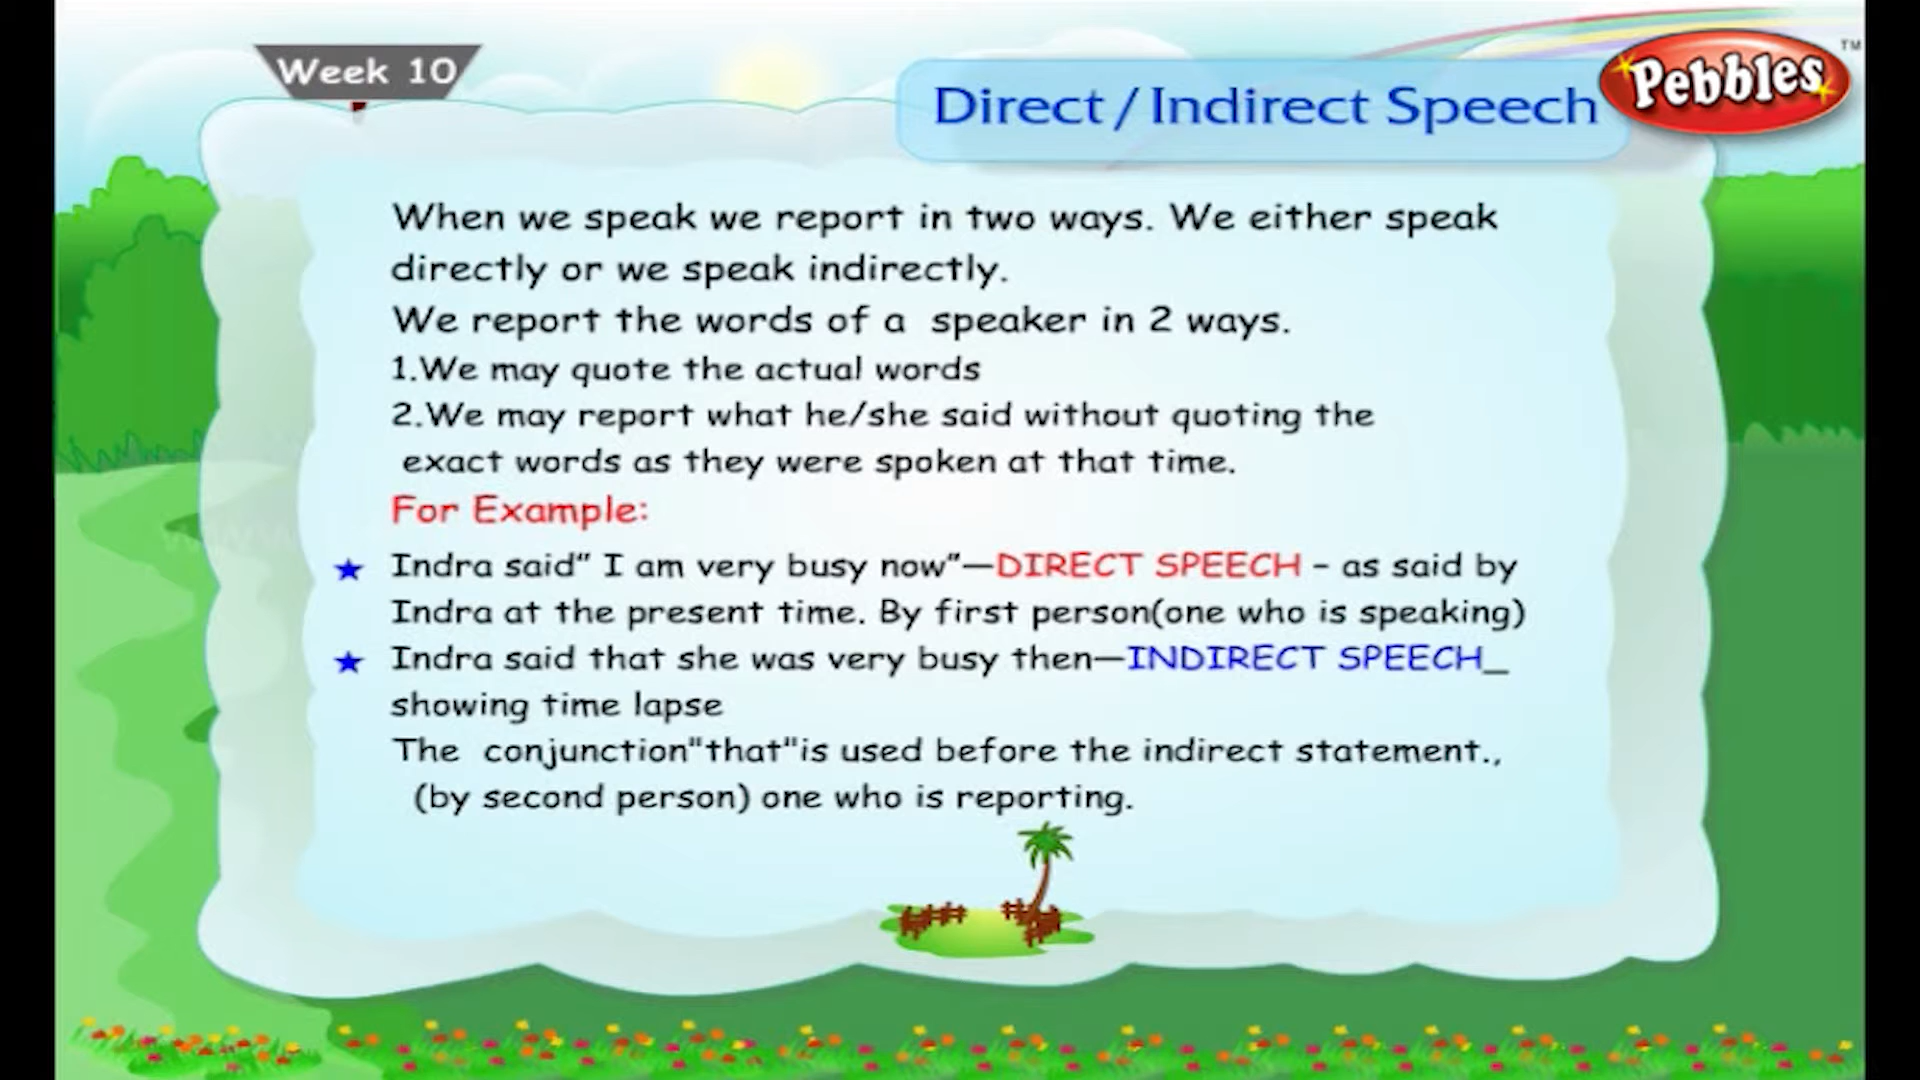 Week 10
Direct / Indirect Speech
Pebbles
TM
When we speak we report in two ways. We either speak
directly or we speak indirectly.
We report the words of a speaker in 2 ways.
1.We may quote the actual words
2.We may report what he/she said without quoting the
exact words as they were spoken at that time.
For Example:
★ Indra said" I am very busy now"—DIRECT SPEECH – as said by
Indra at the present time. By first person(one who is speaking)
★ Indra said that she was very busy then—INDIRECT SPEECH_
showing time lapse
The conjunction"that"is used before the indirect statement.,
(by second person) one who is reporting.